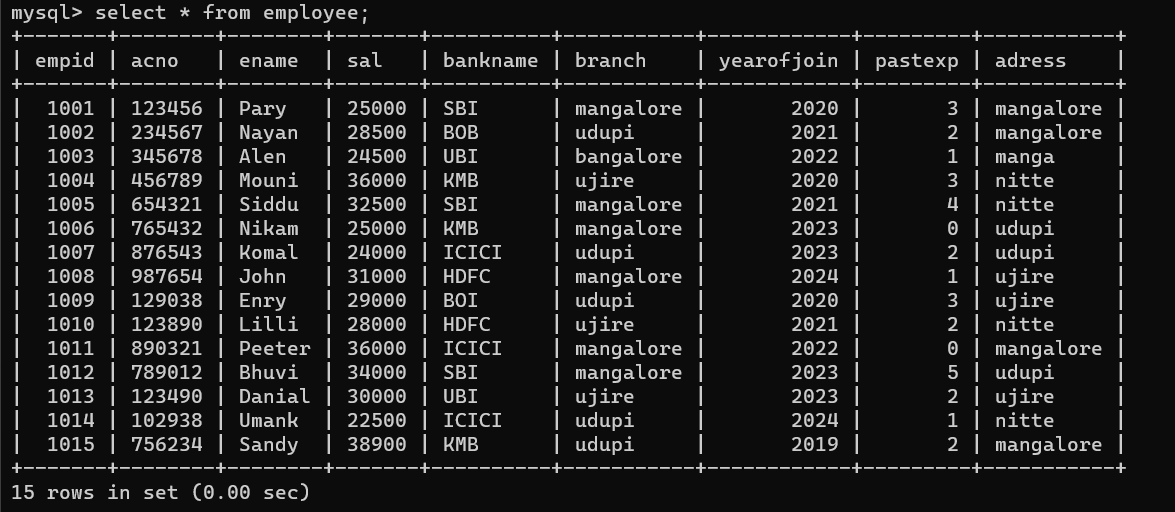 mysql> select * from employee;
+-------+--------+--------+-------+----------+-----------+------------+---------+-----------+
| empid | acno   | ename  | sal   | bankname | branch    | yearofjoin | pastexp | adress    |
+-------+--------+--------+-------+----------+-----------+------------+---------+-----------+
|  1001 | 123456 | Pary   | 25000 | SBI      | mangalore |       2020 |       3 | mangalore |
|  1002 | 234567 | Nayan  | 28500 | BOB      | udupi     |       2021 |       2 | mangalore |
|  1003 | 345678 | Alen   | 24500 | UBI      | bangalore |       2022 |       1 | manga     |
|  1004 | 456789 | Mouni  | 36000 | KMB      | ujire     |       2020 |       3 | nitte     |
|  1005 | 654321 | Siddu  | 32500 | SBI      | mangalore |       2021 |       4 | nitte     |
|  1006 | 765432 | Nikam  | 25000 | KMB      | mangalore |       2023 |       0 | udupi     |
|  1007 | 876543 | Komal  | 24000 | ICICI    | udupi     |       2023 |       2 | udupi     |
|  1008 | 987654 | John   | 31000 | HDFC     | mangalore |       2024 |       1 | ujire     |
|  1009 | 129038 | Enry   | 29000 | BOI      | udupi     |       2020 |       3 | ujire     |
|  1010 | 123890 | Lilli  | 28000 | HDFC     | ujire     |       2021 |       2 | nitte     |
|  1011 | 890321 | Peeter | 36000 | ICICI    | mangalore |       2022 |       0 | mangalore |
|  1012 | 789012 | Bhuvi  | 34000 | SBI      | mangalore |       2023 |       5 | udupi     |
|  1013 | 123490 | Danial | 30000 | UBI      | ujire     |       2023 |       2 | ujire     |
|  1014 | 102938 | Umank  | 22500 | ICICI    | udupi     |       2024 |       1 | nitte     |
|  1015 | 756234 | Sandy  | 38900 | KMB      | udupi     |       2019 |       2 | mangalore |
+-------+--------+--------+-------+----------+-----------+------------+---------+-----------+
15 rows in set (0.00 sec)